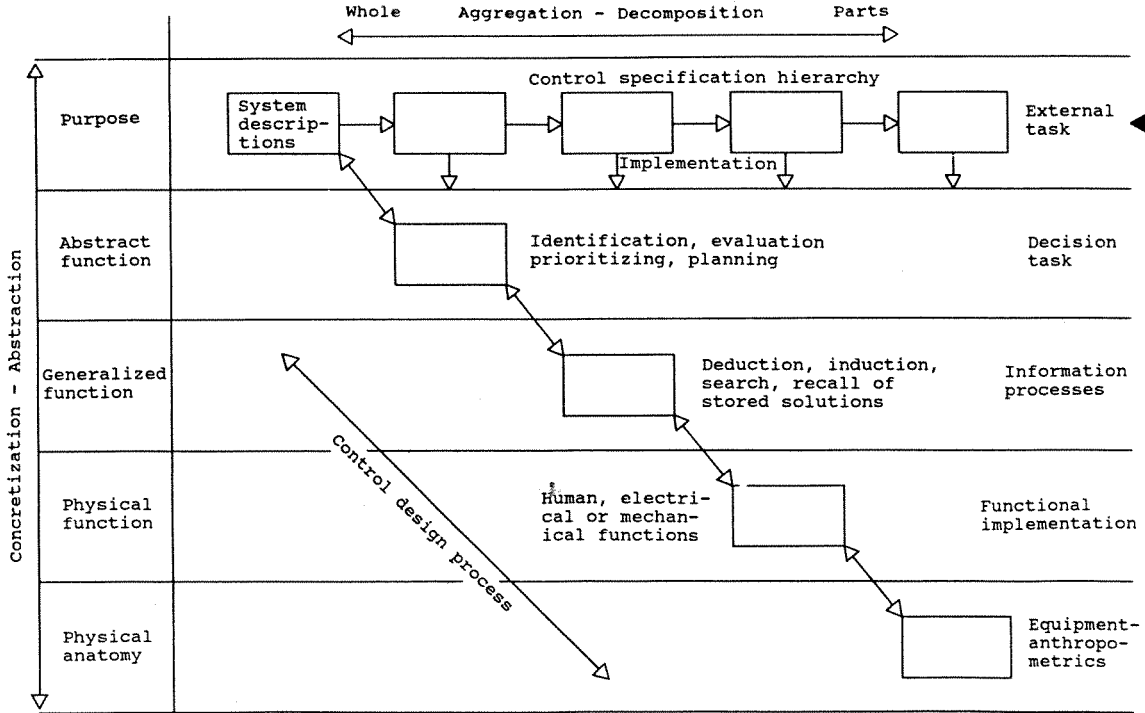 Whole Aggregation - Decomposition Parts
Control specification hierarchy
Purpose
System
descrip-
tions
External
task
Implementation
Abstract
function
Identification, evaluation
prioritizing, planning
Decision
task
Generalized
function
Deduction, induction,
search, recall of
stored solutions
Information
processes
Physical
function
Human, electri-
cal or mechan-
ical functions
Functional
implementation
Physical
anatomy
Equipment-
anthropo-
metrics
Concretization - Abstraction
Control design process